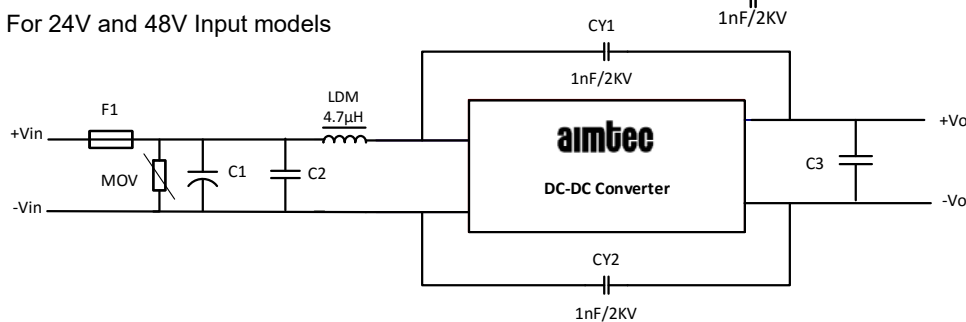 For 24V and 48V Input models
1nF/2KV
CY1
1nF/2KV
LDM
4.7µH
F1
+Vin
MOV
C1
C2
-Vin
aimtec
DC-DC Converter
+Vo
C3
-Vo
CY2
1nF/2KV